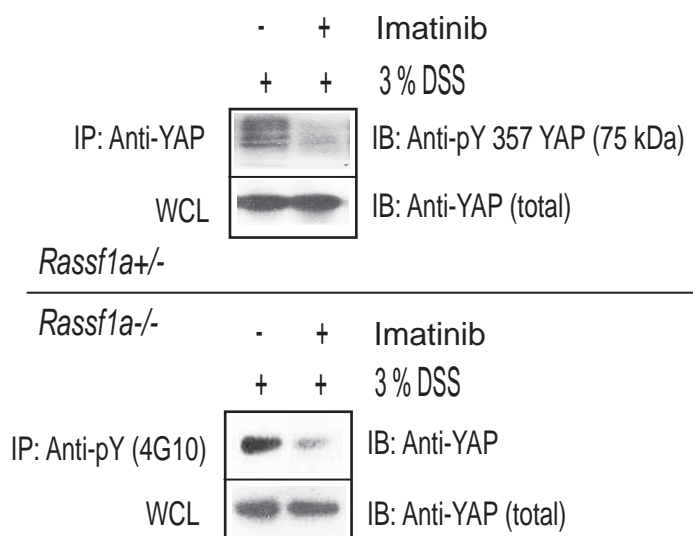 - + Imatinib
+ + 3 % DSS
IP: Anti-YAP IB: Anti-pY 357 YAP (75 kDa)
WCL IB: Anti-YAP (total)
Rassf1a+/-
Rassf1a-/-
- + Imatinib
+ + 3 % DSS
IP: Anti-pY (4G10) IB: Anti-YAP
WCL IB: Anti-YAP (total)